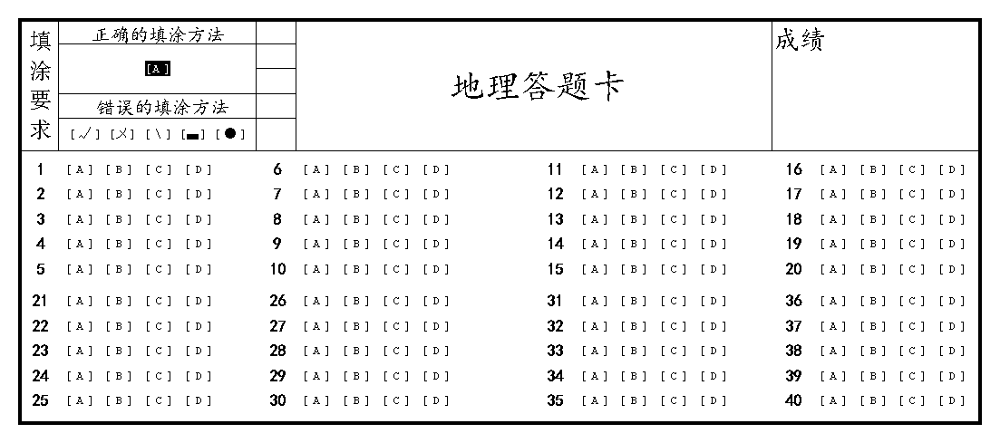 填涂要求
正确的填涂方法
[A]
错误的填涂方法
[√] [×] [\] [▬] [●]
地理答题卡
成绩
1 [A] [B] [C] [D] 6 [A] [B] [C] [D] 11 [A] [B] [C] [D] 16 [A] [B] [C] [D]
2 [A] [B] [C] [D] 7 [A] [B] [C] [D] 12 [A] [B] [C] [D] 17 [A] [B] [C] [D]
3 [A] [B] [C] [D] 8 [A] [B] [C] [D] 13 [A] [B] [C] [D] 18 [A] [B] [C] [D]
4 [A] [B] [C] [D] 9 [A] [B] [C] [D] 14 [A] [B] [C] [D] 19 [A] [B] [C] [D]
5 [A] [B] [C] [D] 10 [A] [B] [C] [D] 15 [A] [B] [C] [D] 20 [A] [B] [C] [D]
21 [A] [B] [C] [D] 26 [A] [B] [C] [D] 31 [A] [B] [C] [D] 36 [A] [B] [C] [D]
22 [A] [B] [C] [D] 27 [A] [B] [C] [D] 32 [A] [B] [C] [D] 37 [A] [B] [C] [D]
23 [A] [B] [C] [D] 28 [A] [B] [C] [D] 33 [A] [B] [C] [D] 38 [A] [B] [C] [D]
24 [A] [B] [C] [D] 29 [A] [B] [C] [D] 34 [A] [B] [C] [D] 39 [A] [B] [C] [D]
25 [A] [B] [C] [D] 30 [A] [B] [C] [D] 35 [A] [B] [C] [D] 40 [A] [B] [C] [D]